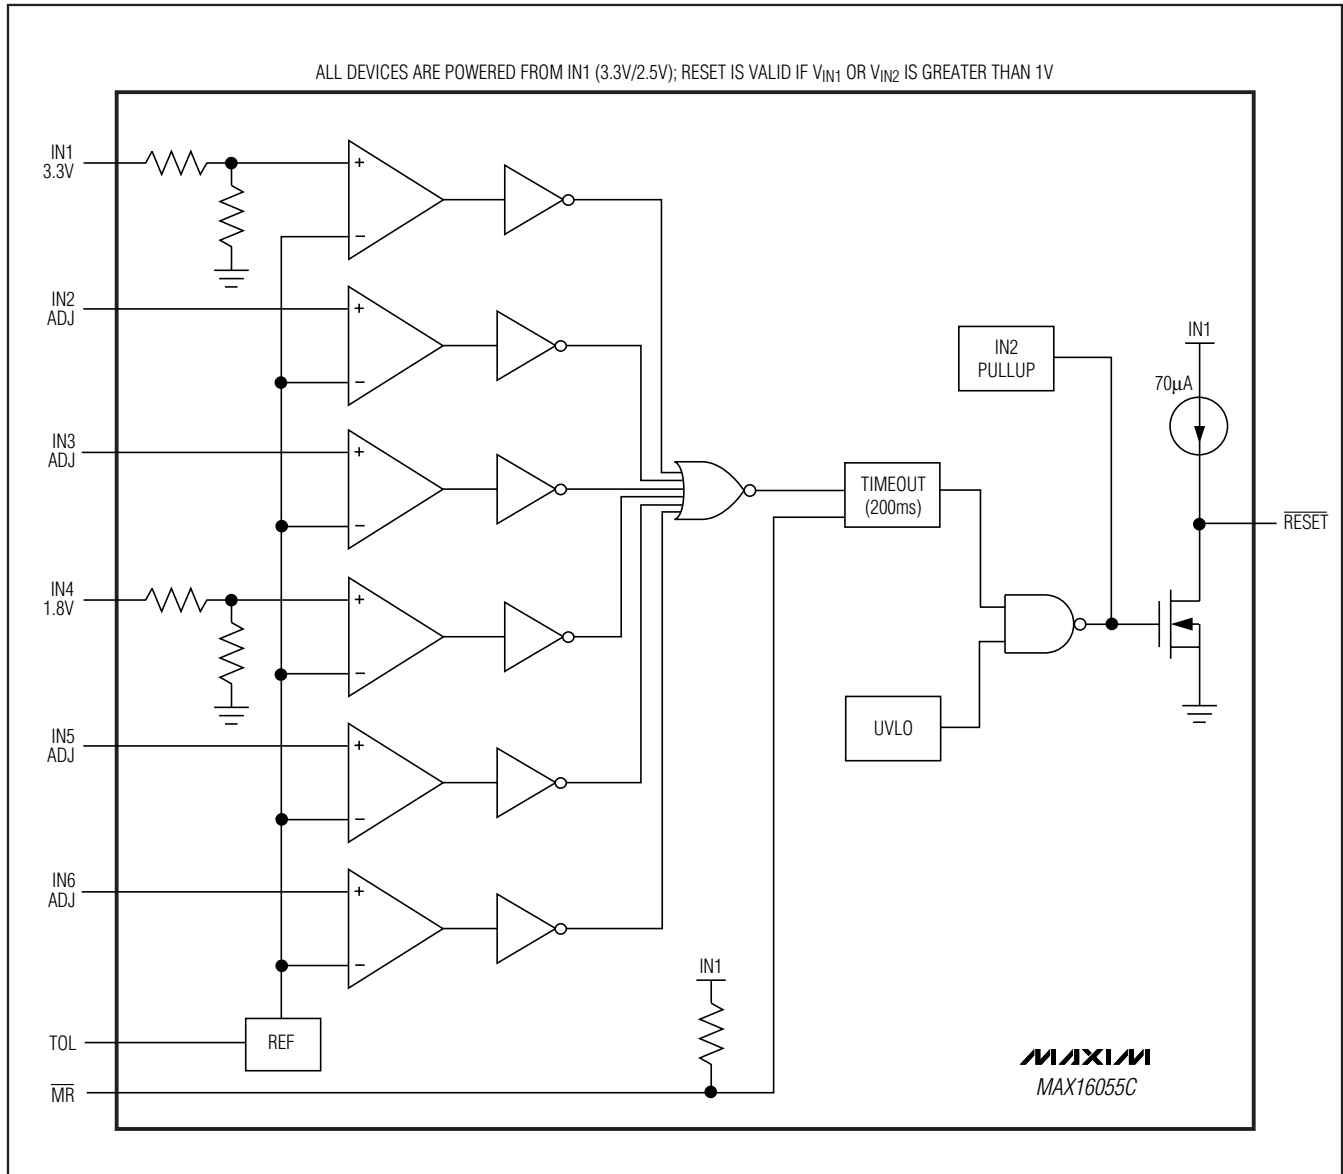 ALL DEVICES ARE POWERED FROM IN1 (3.3V/2.5V); RESET IS VALID IF VIN1 OR VIN2 IS GREATER THAN 1V
IN1
3.3V
+
−
IN2
ADJ
+
−
IN3
ADJ
+
−
IN4
1.8V
+
−
IN5
ADJ
+
−
IN6
ADJ
+
−
TOL
REF
MR
IN1
TIMEOUT
(200ms)
UVLO
IN2
PULLUP
IN1
70µA
RESET
MAXIM
MAX16055C